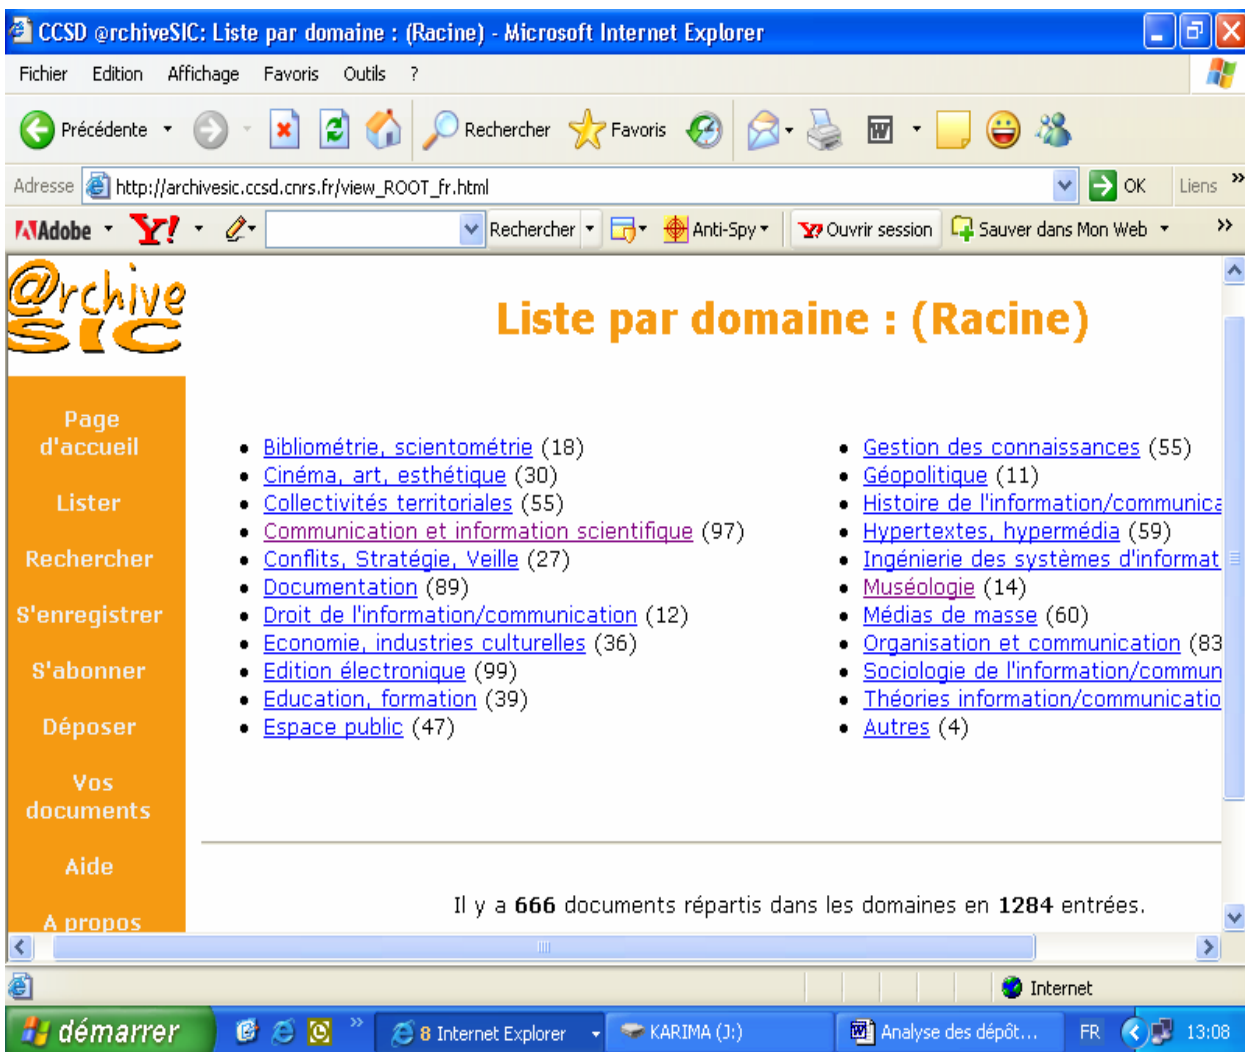 CCSD @rchiveSIC: Liste par domaine : (Racine) - Microsoft Internet Explorer
Fichier Edition Affichage Favoris Outils ?
Précédente Rechercher Favoris
Adresse http://archivesic.ccsd.cnrs.fr/view_ROOT_fr.html OK Liens »
Adobe Y! Rechercher Anti-Spy Y! Ouvrir session Sauver dans Mon Web »
@rchive
SIC
Liste par domaine : (Racine)
Page
d'accueil
Lister
Rechercher
S'enregistrer
S'abonner
Déposer
Vos
documents
Aide
A propos
Bibliométrie, scientométrie (18)
Cinéma, art, esthétique (30)
Collectivités territoriales (55)
Communication et information scientifique (97)
Conflits, Stratégie, Veille (27)
Documentation (89)
Droit de l'information/communication (12)
Economie, industries culturelles (36)
Edition électronique (99)
Education, formation (39)
Espace public (47)
Gestion des connaissances (55)
Géopolitique (11)
Histoire de l'information/communica
Hypertextes, hypermédia (59)
Ingénierie des systèmes d'informat
Muséologie (14)
Médias de masse (60)
Organisation et communication (83
Sociologie de l'information/commun
Théories information/communicatio
Autres (4)
Il y a 666 documents répartis dans les domaines en 1284 entrées.
Internet
démarrer » 8 Internet Explorer KARIMA (J:) Analyse des dépôt... FR 13:08